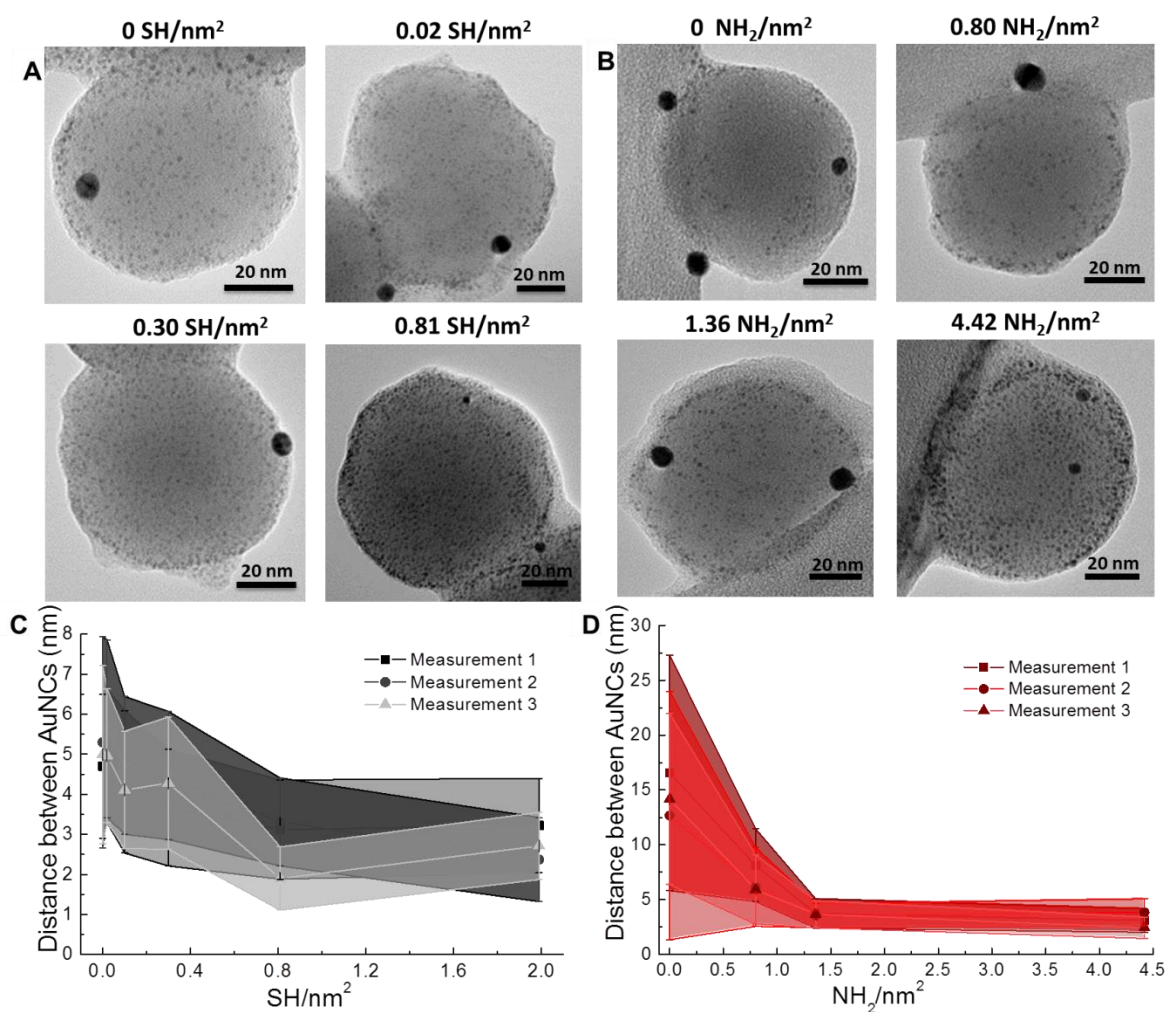 0 SH/nm²
0.02 SH/nm²
0 NH₂/nm²
0.80 NH₂/nm²
A
B
20 nm
20 nm
20 nm
20 nm
0.30 SH/nm²
0.81 SH/nm²
1.36 NH₂/nm²
4.42 NH₂/nm²
20 nm
20 nm
20 nm
20 nm
C
Distance between AuNCs (nm)
8
7
6
5
4
3
2
1
0
Measurement 1
Measurement 2
Measurement 3
0.0 0.4 0.8 1.2 1.6 2.0
SH/nm²
D
Distance between AuNCs (nm)
30
25
20
15
10
5
0
Measurement 1
Measurement 2
Measurement 3
0.0 0.5 1.0 1.5 2.0 2.5 3.0 3.5 4.0 4.5
NH₂/nm²